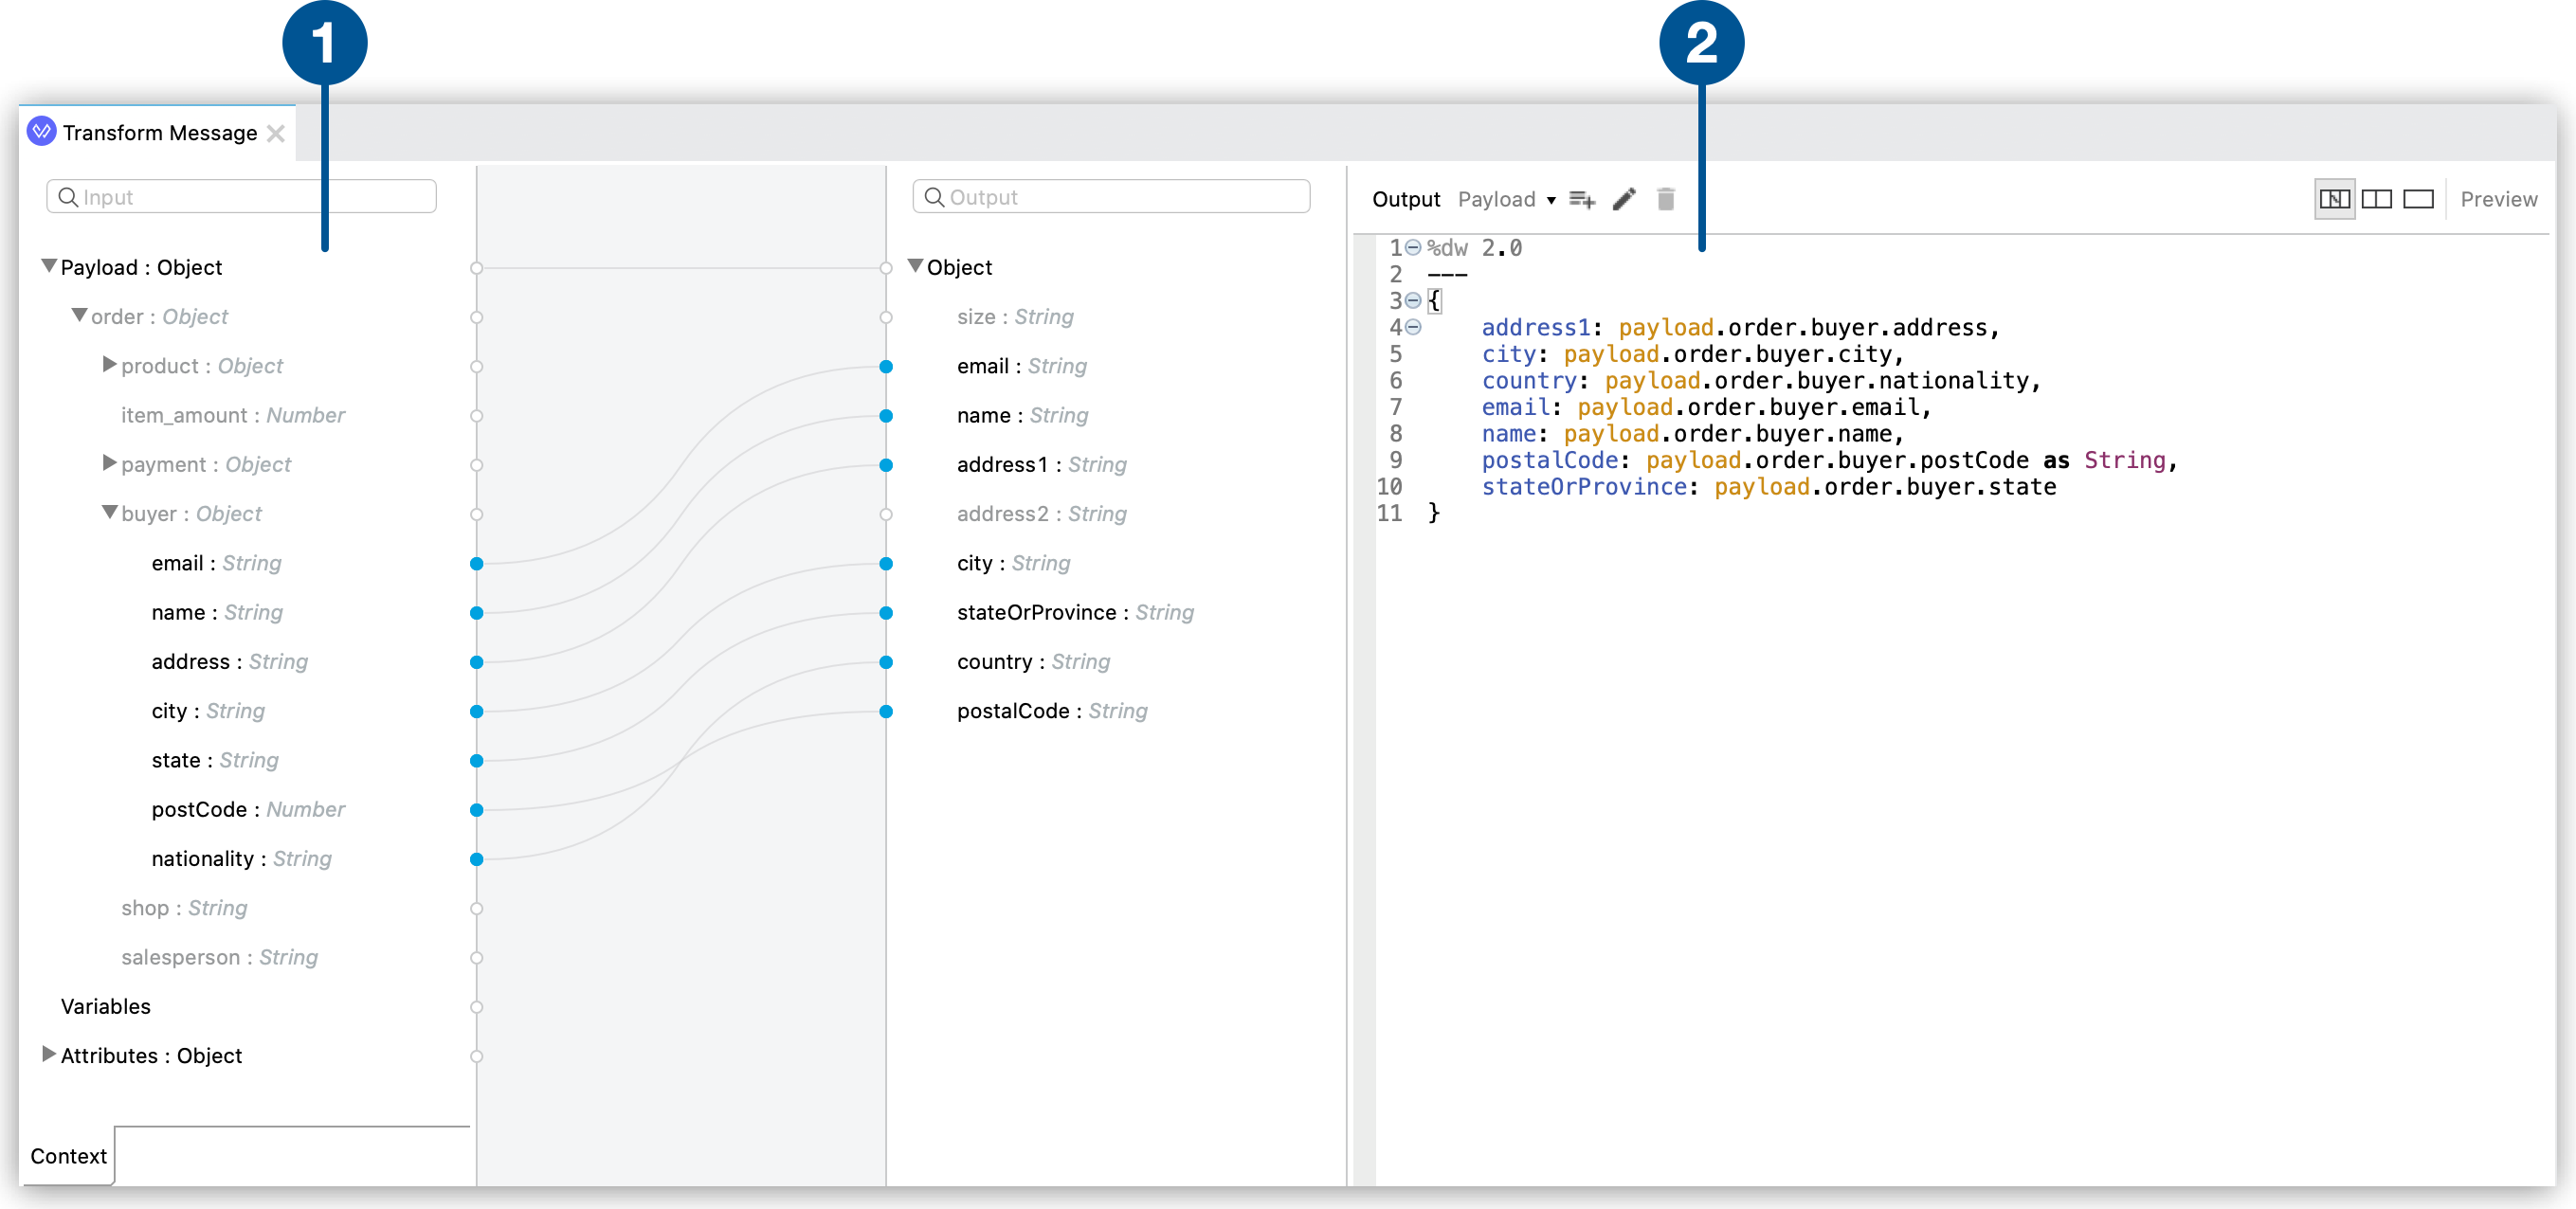 1
2
Transform Message
Input
Payload : Object
order : Object
product : Object
item_amount : Number
payment : Object
buyer : Object
email : String
name : String
address : String
city : String
state : String
postCode : Number
nationality : String
shop : String
salesperson : String
Variables
Attributes : Object
Context
Output
Object
size : String
email : String
name : String
address1 : String
address2 : String
city : String
stateOrProvince : String
country : String
postalCode : String
Output Payload
Preview
1 %dw 2.0
2 ---
3 {
4 address1: payload.order.buyer.address,
5 city: payload.order.buyer.city,
6 country: payload.order.buyer.nationality,
7 email: payload.order.buyer.email,
8 name: payload.order.buyer.name,
9 postalCode: payload.order.buyer.postCode as String,
10 stateOrProvince: payload.order.buyer.state
11 }